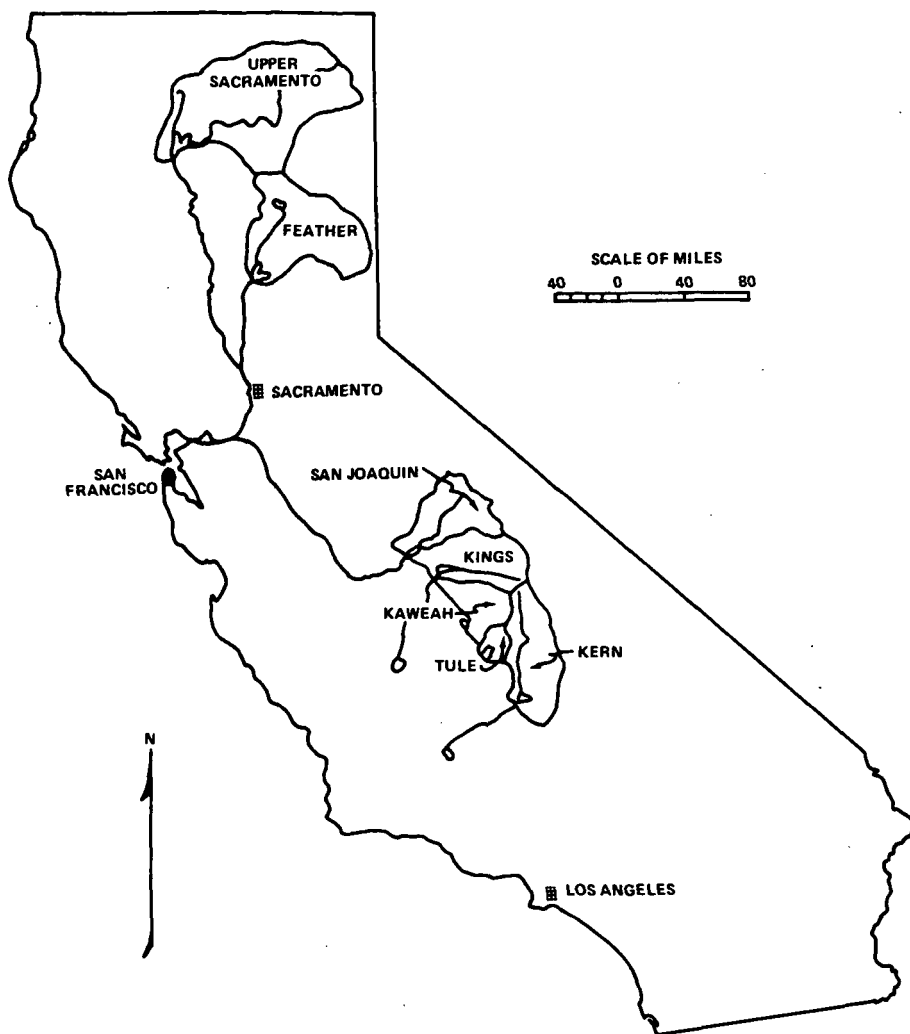 UPPER
SACRAMENTO
FEATHER
SCALE OF MILES
40 0 40 80
SACRAMENTO
SAN
FRANCISCO
SAN JOAQUIN
KINGS
KAWEAH
TULE
KERN
N
LOS ANGELES